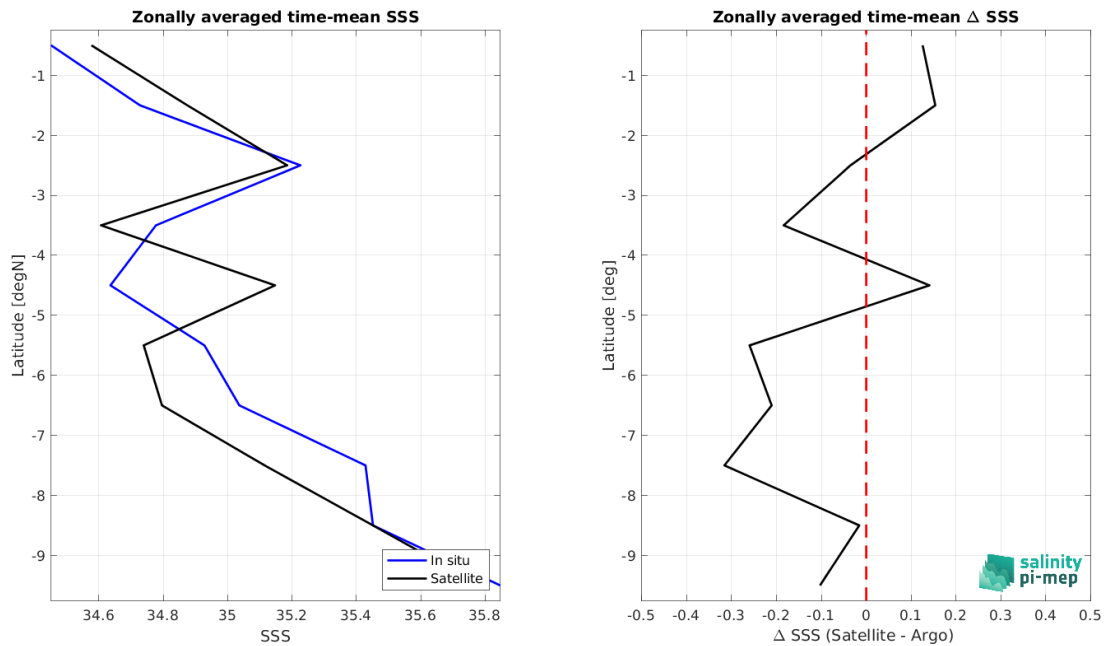 Zonally averaged time-mean SSS
-1
-2
-3
-4
-5
-6
-7
-8
-9
Latitude [degN]
34.6 34.8 35 35.2 35.4 35.6 35.8
SSS
In situ
Satellite
Zonally averaged time-mean Δ SSS
-1
-2
-3
-4
-5
-6
-7
-8
-9
Latitude [deg]
-0.5 -0.4 -0.3 -0.2 -0.1 0 0.1 0.2 0.3 0.4 0.5
Δ SSS (Satellite - Argo)
salinity
pi-mep